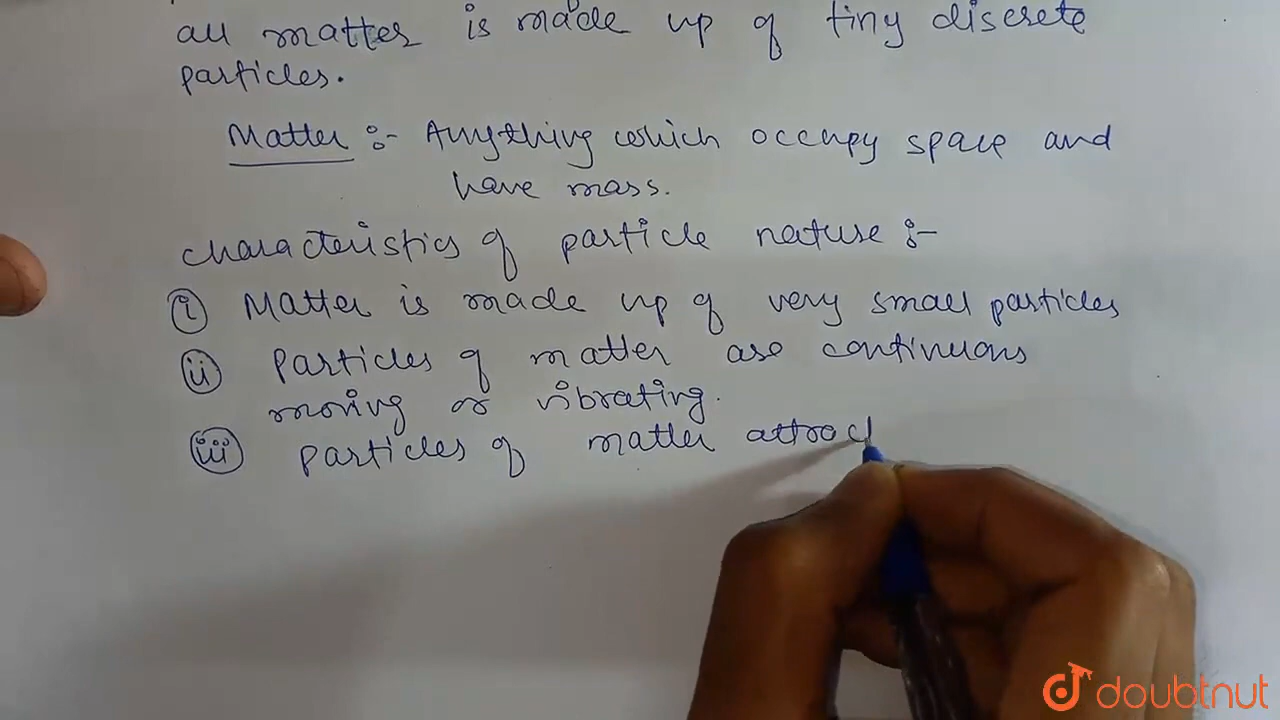 all matter is made up of tiny discrete
particles.
Matter :- Anything which occupy space and
have mass.
characteristics of particle nature :-
(i) Matter is made up of very small particles
(ii) Particles of matter are continuous
moving or vibrating.
(iii) particles of matter attrac
doubtnut